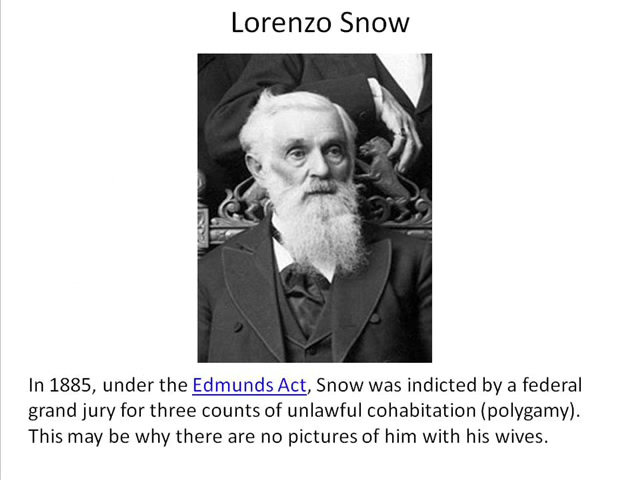 Lorenzo Snow
In 1885, under the Edmunds Act, Snow was indicted by a federal
grand jury for three counts of unlawful cohabitation (polygamy).
This may be why there are no pictures of him with his wives.